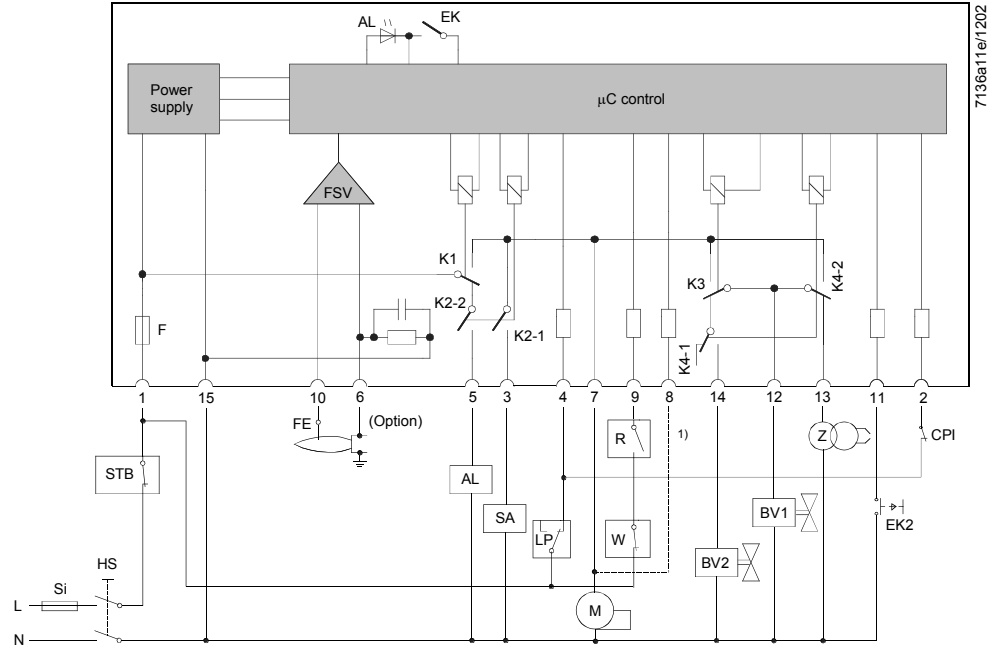 7136a11e/1202
AL
EK
Power
supply
μC control
FSV
K1
K2-2
K2-1
K3
K4-2
K4-1
F
1
15
10
6
5
3
4
7
9
8
14
12
13
11
2
FE
(Option)
R
1)
Z
CPI
STB
AL
SA
LP
W
BV1
EK2
BV2
HS
Si
L
M
N